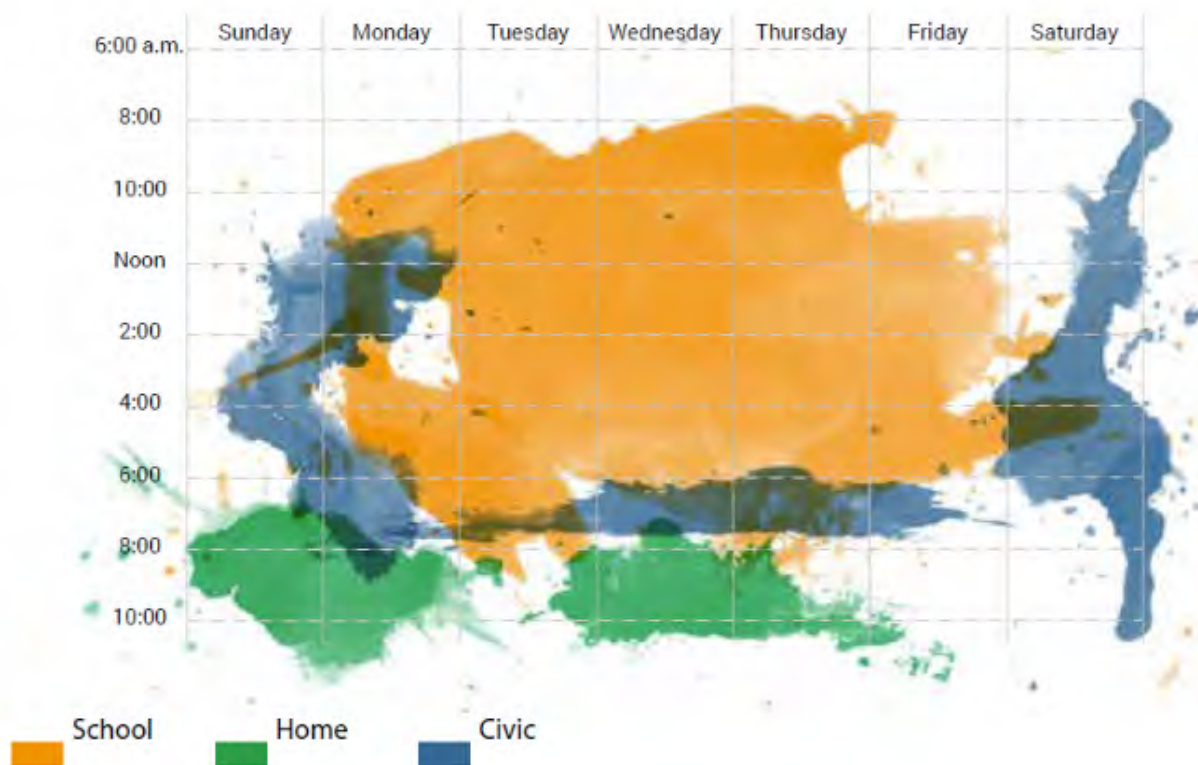 Sunday Monday Tuesday Wednesday Thursday Friday Saturday
6:00 a.m.
8:00
10:00
Noon
2:00
4:00
6:00
8:00
10:00
School Home Civic